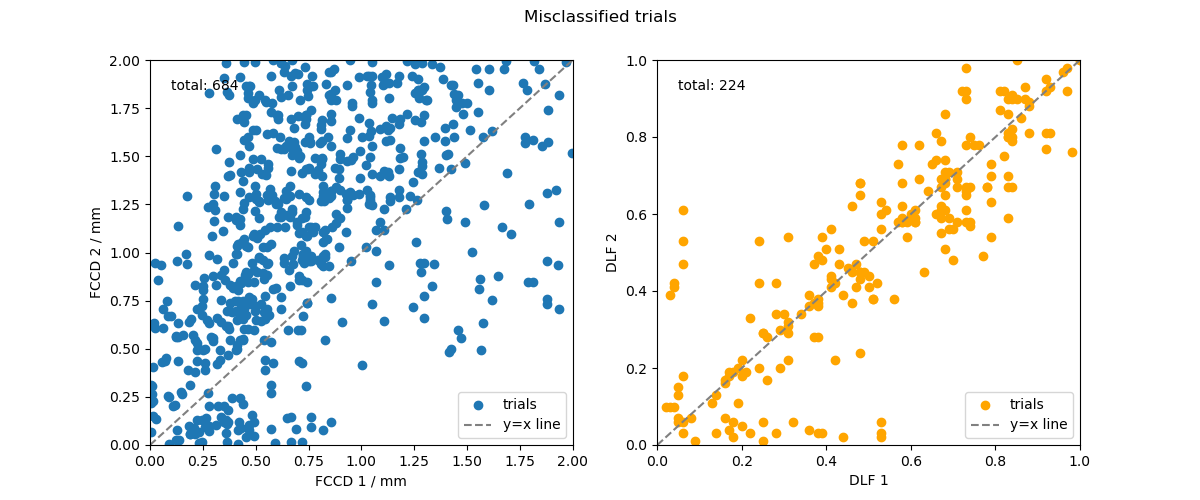 Misclassified trials
total: 684
FCCD 2 / mm
2.00
1.75
1.50
1.25
1.00
0.75
0.50
0.25
0.00
0.00 0.25 0.50 0.75 1.00 1.25 1.50 1.75 2.00
FCCD 1 / mm
trials
y=x line
total: 224
DLF 2
1.0
0.8
0.6
0.4
0.2
0.0
0.0 0.2 0.4 0.6 0.8 1.0
DLF 1
trials
y=x line